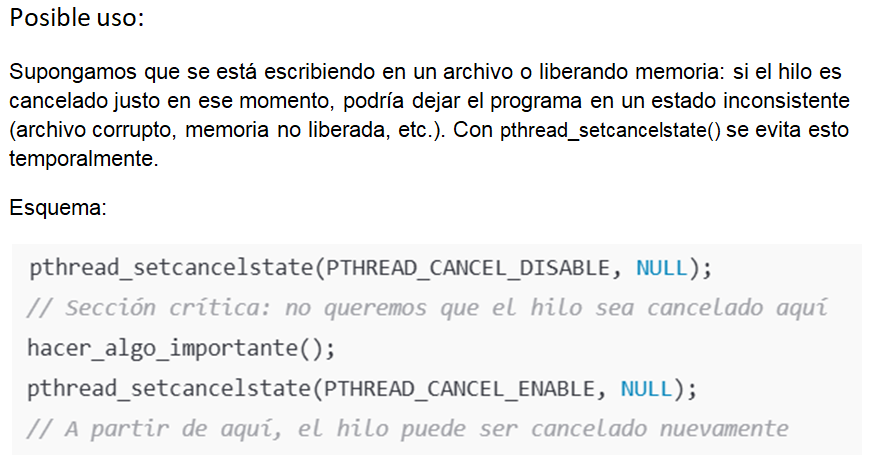 Posible uso:
Supongamos que se está escribiendo en un archivo o liberando memoria: si el hilo es
cancelado justo en ese momento, podría dejar el programa en un estado inconsistente
(archivo corrupto, memoria no liberada, etc.). Con pthread_setcancelstate() se evita esto
temporalmente.
Esquema:
pthread_setcancelstate(PTHREAD_CANCEL_DISABLE, NULL);
// Sección crítica: no queremos que el hilo sea cancelado aquí
hacer_algo_importante();
pthread_setcancelstate(PTHREAD_CANCEL_ENABLE, NULL);
// A partir de aquí, el hilo puede ser cancelado nuevamente